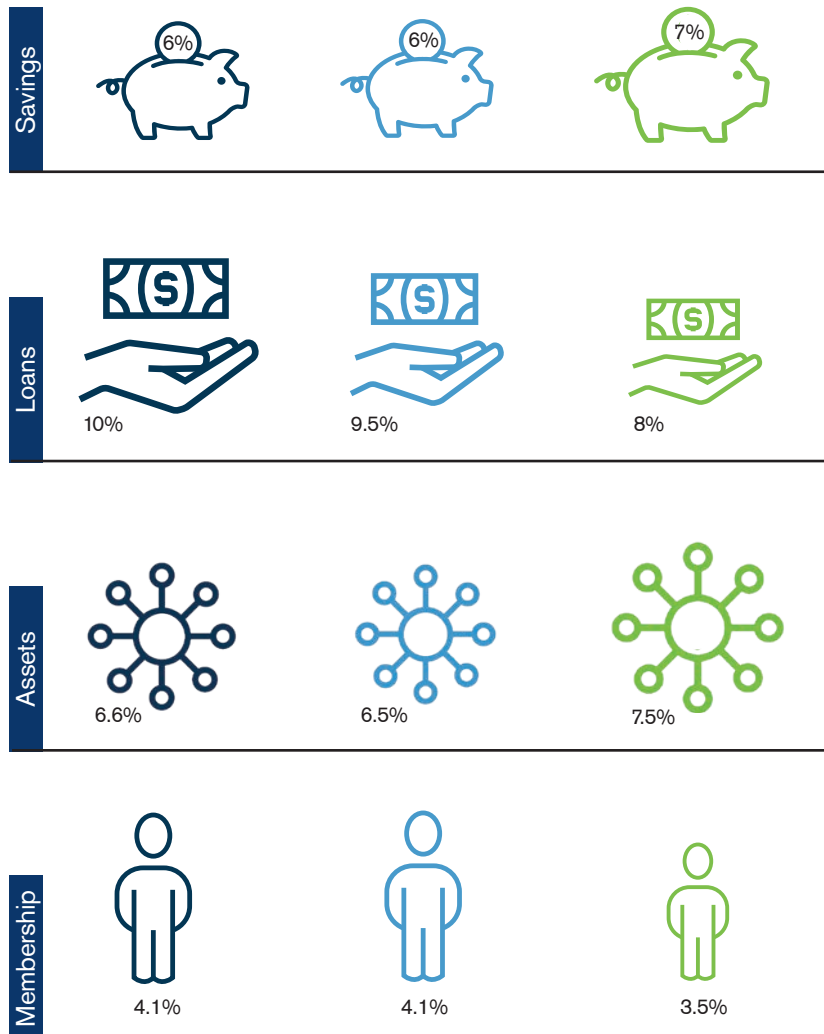 Savings
6%
6%
7%
Loans
S
S
S
10%
9.5%
8%
Assets
6.6%
6.5%
7.5%
Membership
4.1%
4.1%
3.5%